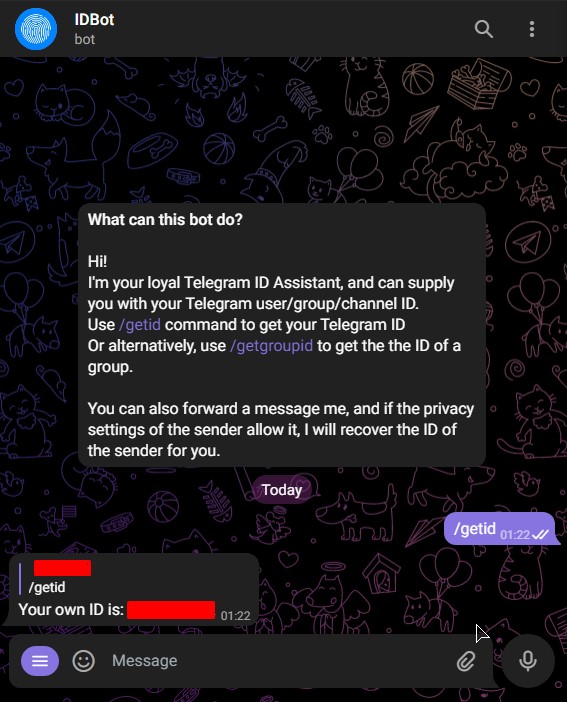 IDBot
bot
What can this bot do?
Hi!
I'm your loyal Telegram ID Assistant, and can supply
you with your Telegram user/group/channel ID.
Use /getid command to get your Telegram ID
Or alternatively, use /getgroupid to get the the ID of a
group.
You can also forward a message me, and if the privacy
settings of the sender allow it, I will recover the ID of
the sender for you.
Today
/getid 01:22
/getid
Your own ID is: 01:22
Message